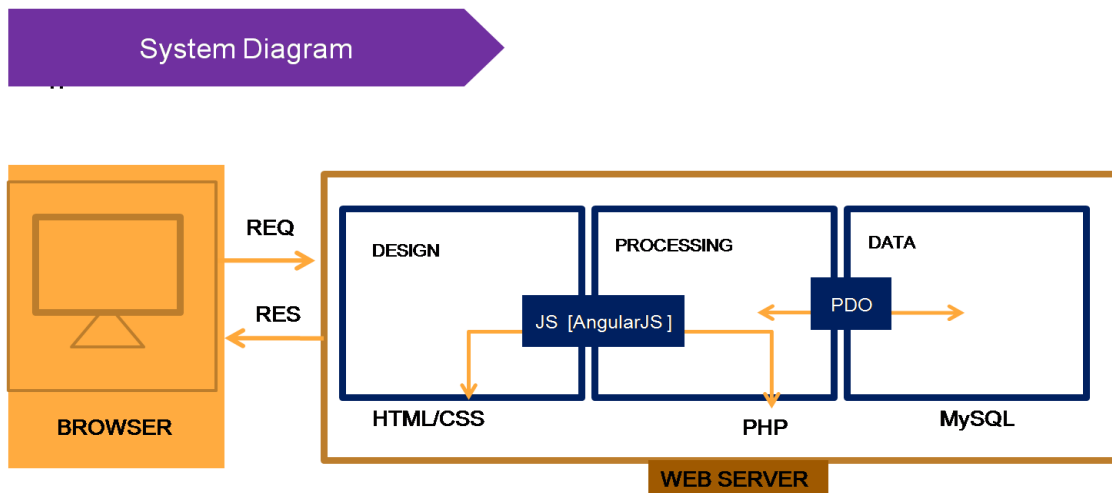 System Diagram
REQ
RES
BROWSER
DESIGN
PROCESSING
DATA
JS [AngularJS ]
PDO
HTML/CSS
PHP
MySQL
WEB SERVER